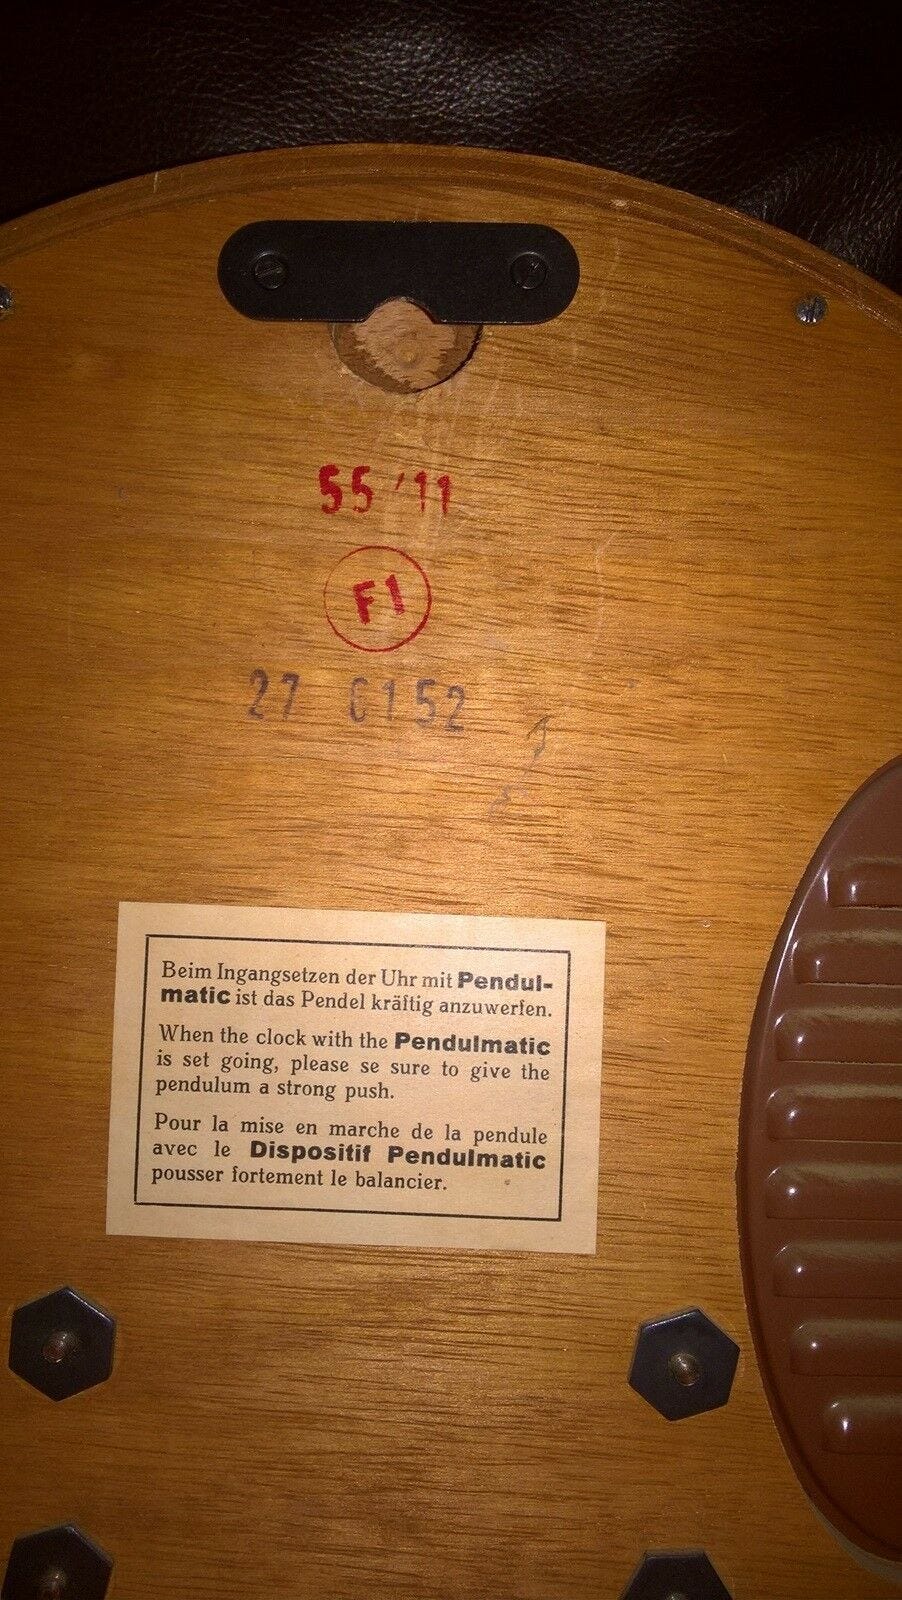 55 '11
F1
27 6152
Beim Ingangsetzen der Uhr mit Pendul-
matic ist das Pendel kräftig anzuwerfen.
When the clock with the Pendulmatic
is set going, please se sure to give the
pendulum a strong push.
Pour la mise en marche de la pendule
avec le Dispositif Pendulmatic
pousser fortement le balancier.